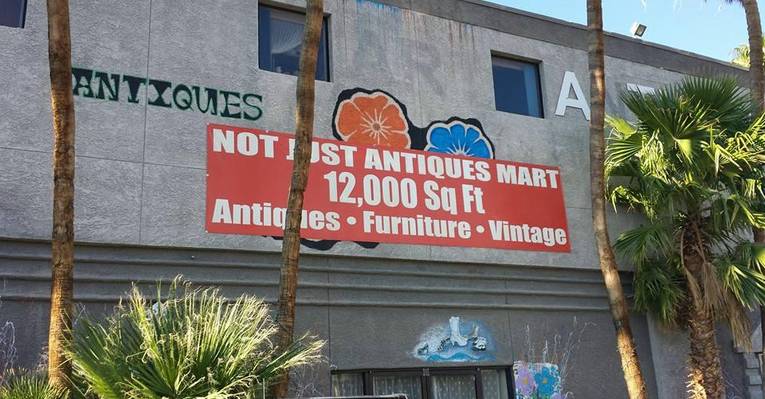 ANTIQUES
NOT JUST ANTIQUES MART
12,000 Sq Ft
Antiques • Furniture • Vintage